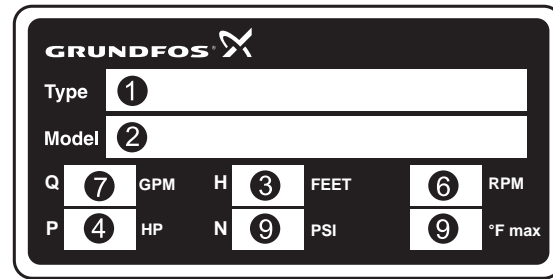 GRUNDFOS
Type 1
Model 2
Q 7 GPM H 3 FEET 6 RPM
P 4 HP N 9 PSI 9 °F max